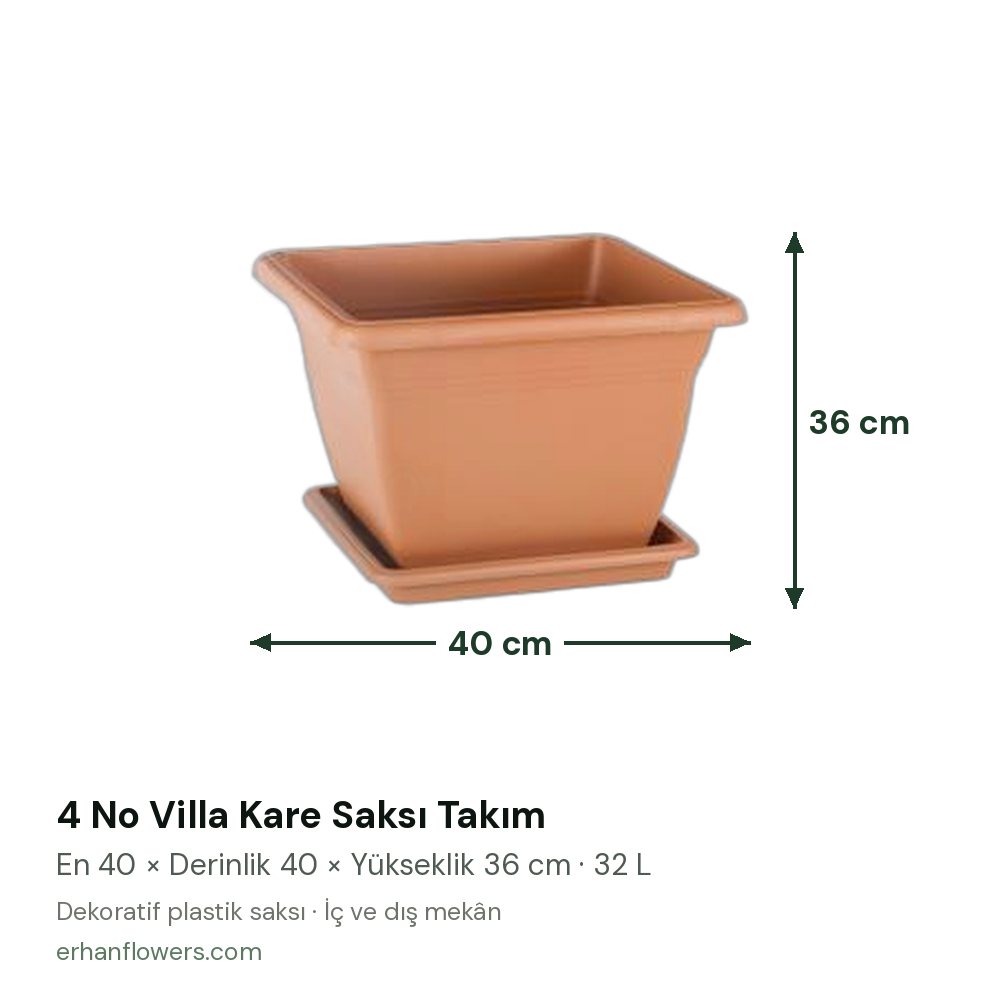 36 cm
40 cm
4 No Villa Kare Saksı Takım
En 40 × Derinlik 40 × Yükseklik 36 cm · 32 L
Dekoratif plastik saksı · İç ve dış mekân
erhanflowers.com